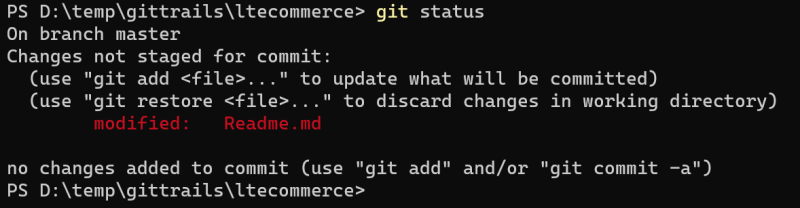 PS D:\temp\gittrails\ltecommerce> git status
On branch master
Changes not staged for commit:
  (use "git add <file>..." to update what will be committed)
  (use "git restore <file>..." to discard changes in working directory)
        modified:   Readme.md

no changes added to commit (use "git add" and/or "git commit -a")
PS D:\temp\gittrails\ltecommerce>